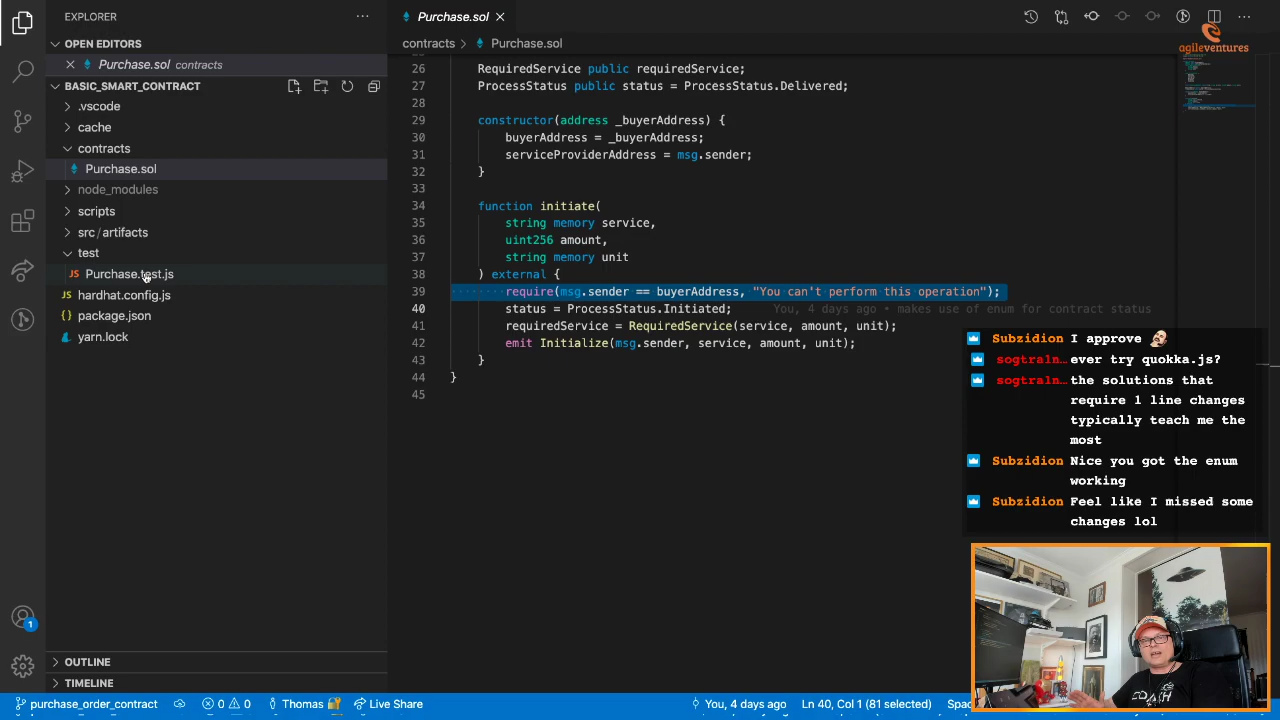 EXPLORER
Purchase.sol
agileventures
OPEN EDITORS
Purchase.sol contracts
BASIC_SMART_CONTRACT
.vscode
cache
contracts
Purchase.sol
node_modules
scripts
src / artifacts
test
Purchase.test.js
hardhat.config.js
package.json
yarn.lock
OUTLINE
TIMELINE
contracts > Purchase.sol
26 RequiredService public requiredService;
27 ProcessStatus public status = ProcessStatus.Delivered;
28
29 constructor(address _buyerAddress) {
30 buyerAddress = _buyerAddress;
31 serviceProviderAddress = msg.sender;
32 }
33
34 function initiate(
35 string memory service,
36 uint256 amount,
37 string memory unit
38 ) external {
39 require(msg.sender == buyerAddress, "You can't perform this operation");
40 status = ProcessStatus.Initiated; You, 4 days ago • makes use of enum for contract status
41 requiredService = RequiredService(service, amount, unit);
42 emit Initialize(msg.sender, service, amount, unit);
43 }
44 }
45
Subzidion I approve
sogtra1n… ever try quokka.js?
sogtra1n… the solutions that
require 1 line changes
typically teach me the
most
Subzidion Nice you got the enum
working
Subzidion Feel like I missed some
changes lol
1
purchase_order_contract 0 0 Thomas Live Share You, 4 days ago Ln 40, Col 1 (81 selected)